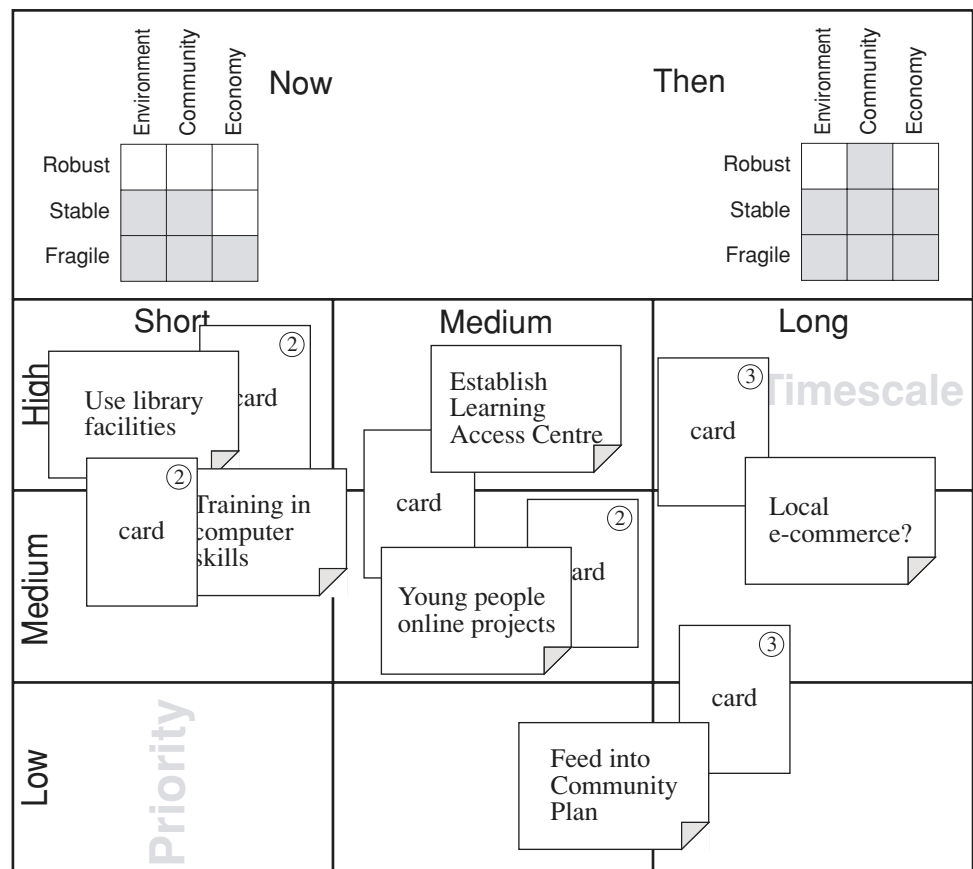 Now
Then
Environment
Community
Economy
Robust
Stable
Fragile
Environment
Community
Economy
Robust
Stable
Fragile
Short
Medium
Long
High
Medium
Low
Timescale
Priority
Use library
facilities
2
card
2
card
Training in
computer
skills
Establish
Learning
Access Centre
card
2
ard
Young people
online projects
3
card
Local
e-commerce?
3
card
Feed into
Community
Plan